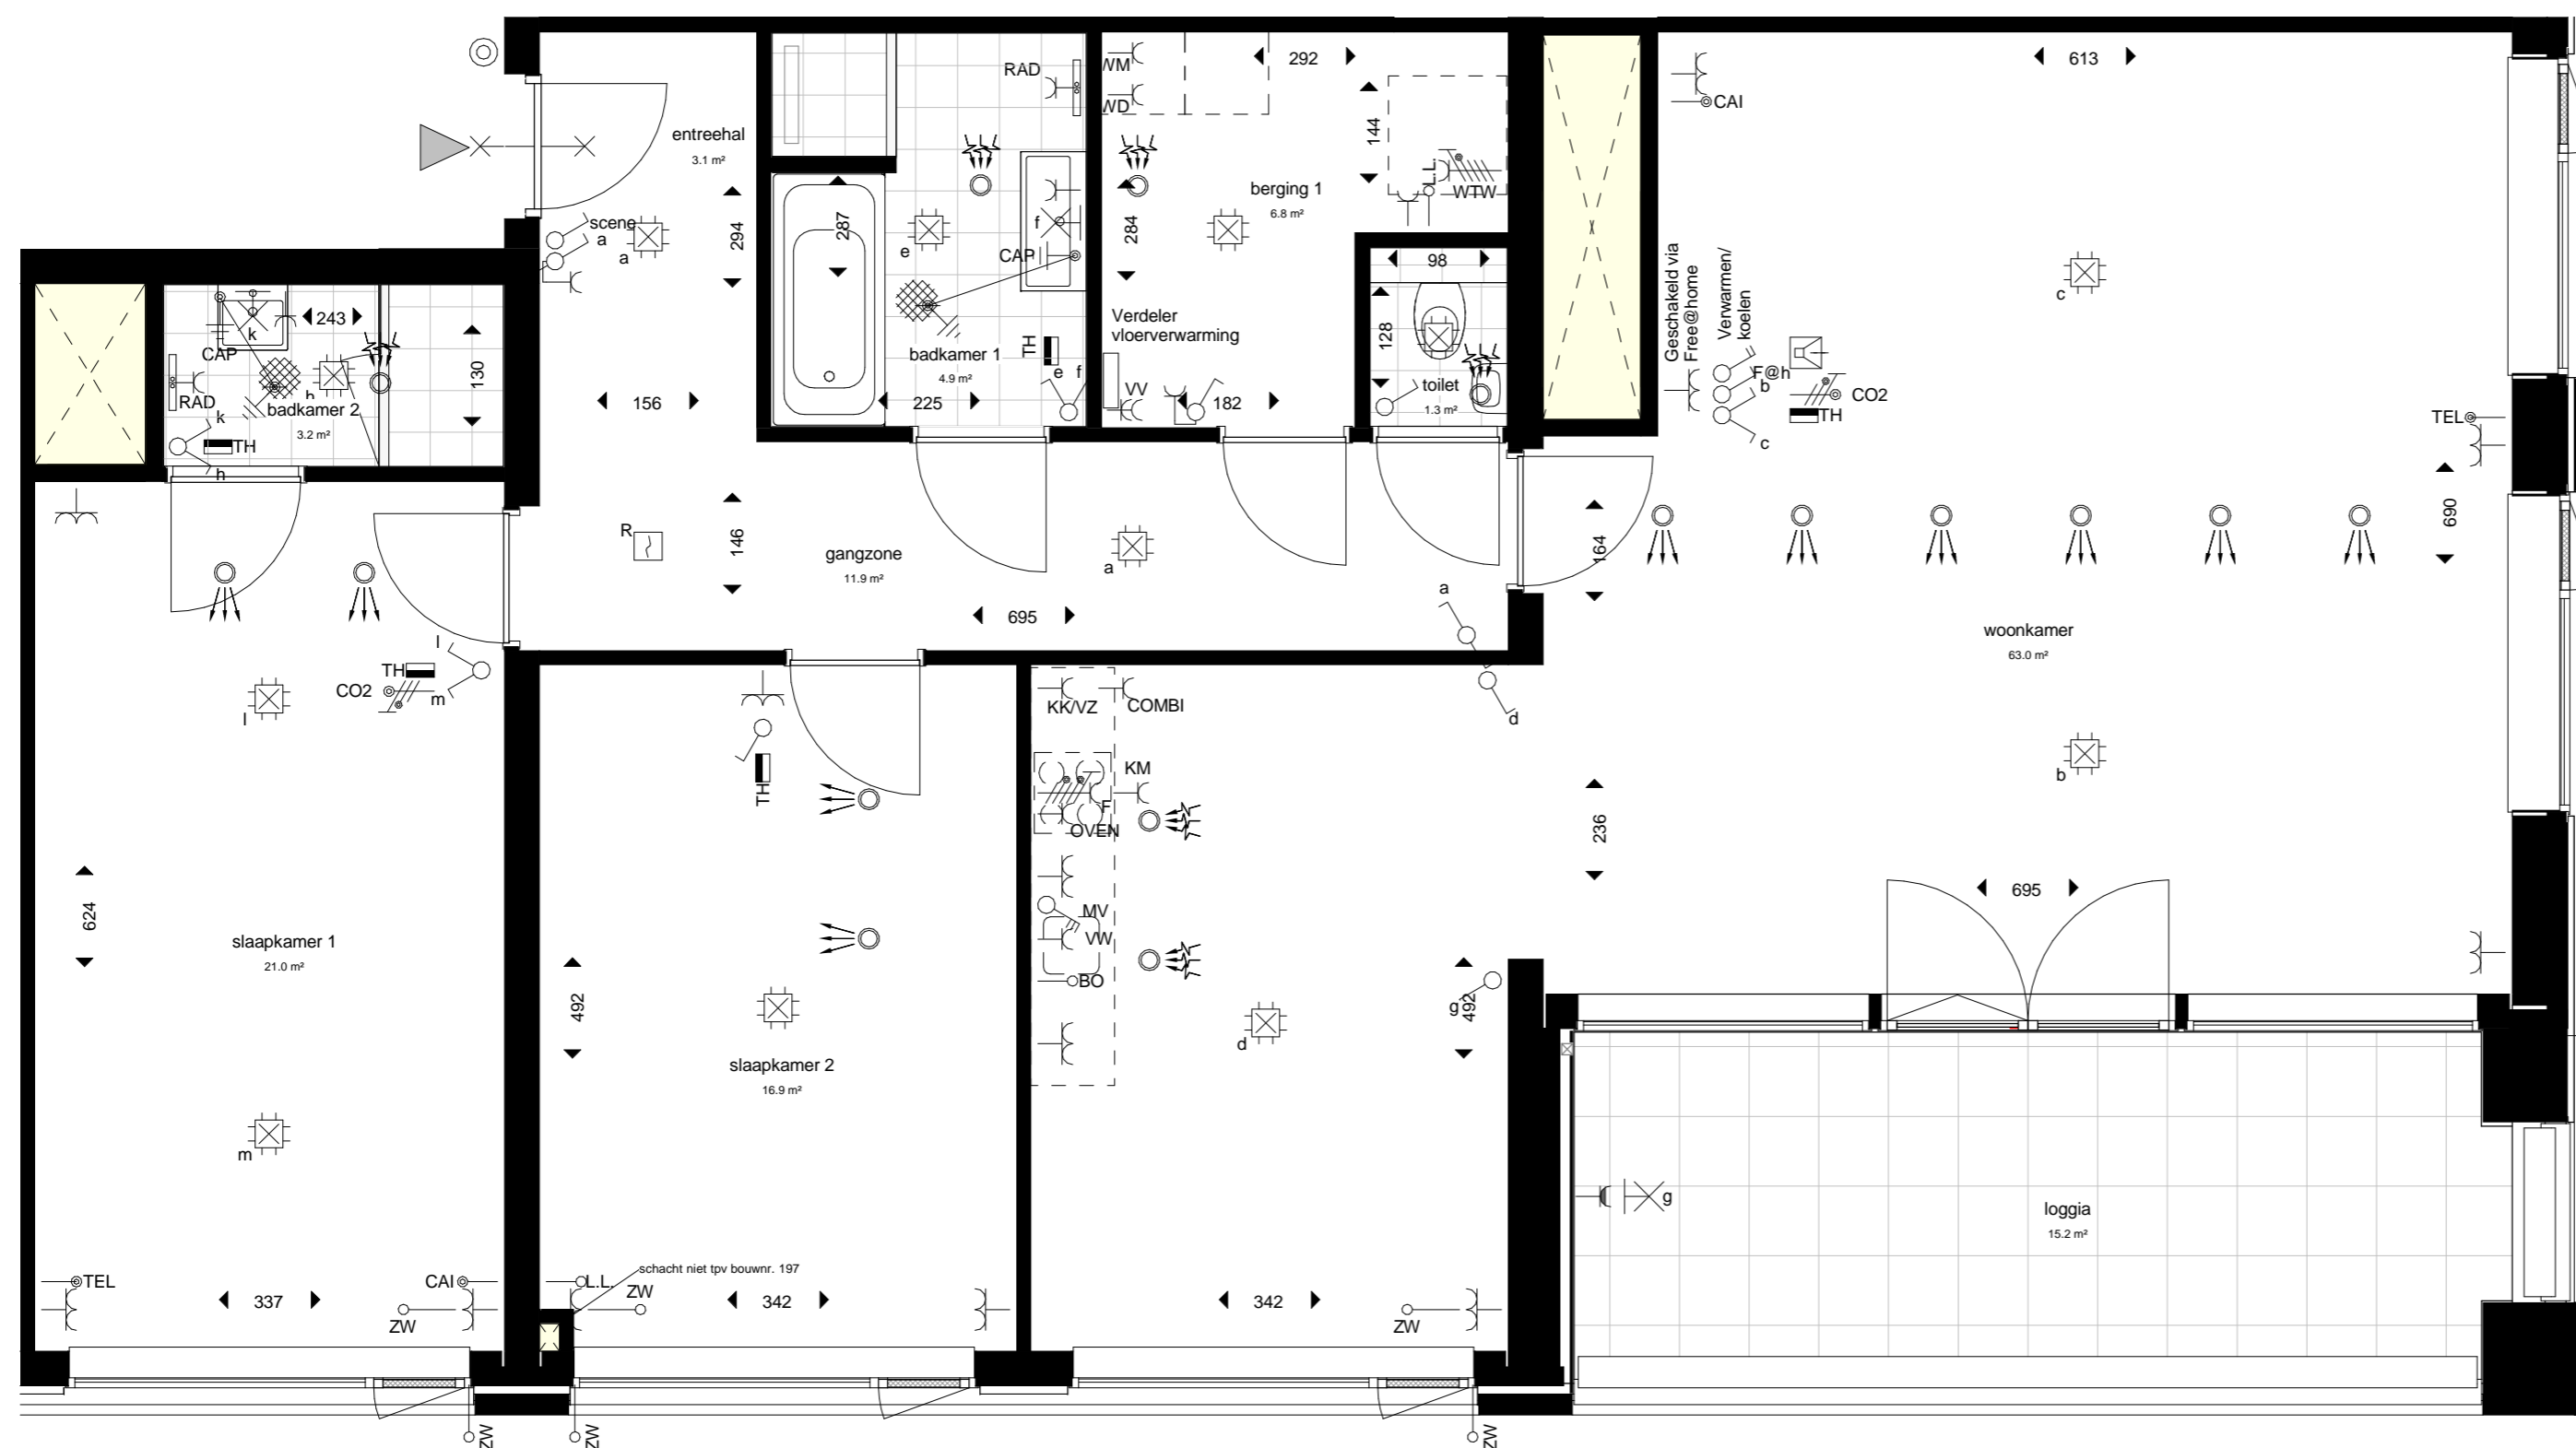 RAD
WM
WD
292
613
CAI
entreehal
3.1 m²
144
L.L.
WTW
berging 1
6.8 m²
scene
a
a
294
287
e
f
CAP
284
98
Geschakeld via
Free@home
Verwarmen/
koelen
c
243
k
CAP
RAD
k
badkamer 2
3.2 m²
h
TH
h
130
156
badkamer 1
4.9 m²
TH
e
f
225
Verdeler
vloerverwarming
VV
182
128
toilet
1.3 m²
F@h
b
c
CO2
TH
TEL
690
R
146
gangzone
11.9 m²
a
695
164
a
d
woonkamer
63.0 m²
l
TH
CO2
m
l
TH
KK/VZ
COMBI
KM
F
OVEN
b
236
695
624
slaapkamer 1
21.0 m²
MV
VW
BO
492
492
g
d
slaapkamer 2
16.9 m²
m
g
loggia
15.2 m²
TEL
CAI
L.L.
schacht niet tpv bouwnr. 197
ZW
337
ZW
342
342
ZW
ZW
ZW
ZW